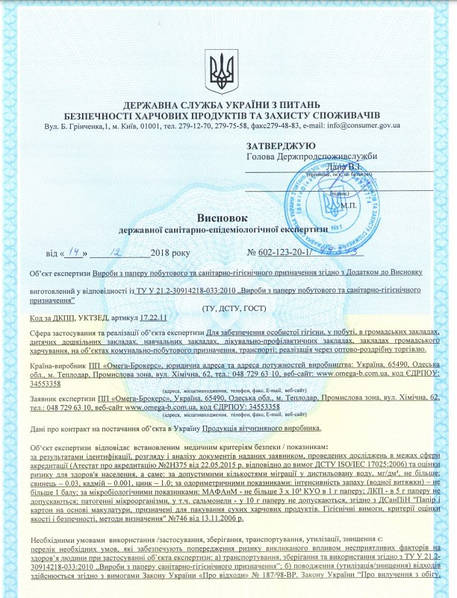 ДЕРЖАВНА СЛУЖБА УКРАЇНИ З ПИТАНЬ
БЕЗПЕЧНОСТІ ХАРЧОВИХ ПРОДУКТІВ ТА ЗАХИСТУ СПОЖИВАЧІВ
Вул. Б. Грінченка,1, м. Київ, 01001, тел. 279-12-70, 279-75-58, факс279-48-83, e-mail: info@consumer.gov.ua
ЗАТВЕРДЖУЮ
Голова Держпродспоживслужби
Лапа В.І.
М.П.
Висновок
державної санітарно-епідеміологічної експертизи
від « 14 » 12 2018 року № 602-123-20-1/
Об'єкт експертизи Вироби з паперу побутового та санітарно-гігієнічного призначення згідно з Додатком до Висновку
виготовлений у відповідності із ТУ У 21.2-30914218-033:2010 „Вироби з паперу побутового та санітарно-гігієнічного
призначення"
(ТУ, ДСТУ, ГОСТ)
Код за ДКПП, УКТЗЕД, артикул 17.22.11
Сфера застосування та реалізації об'єкта експертизи Для забезпечення особистої гігієни, у побуті, в громадських закладах,
дитячих дошкільних закладах, навчальних закладах, лікувально-профілактичних закладах, закладах громадського
харчування, на об'єктах комунально-побутового призначення, транспорті; реалізація через оптово-роздрібну торгівлю.
Країна-виробник ПП «Омега-Брокерс», юридична адреса та адреса потужностей виробництва: Україна, 65490, Одеська
обл., м. Теплодар, Промислова зона, вул. Хімічна, 62, тел.: 048 729 63 10, веб-сайт: www.omega-b.com.ua, код ЄДРПОУ:
34553358
(адреса, місцезнаходження, телефон, факс, E-mail, веб-сайт)
Заявник експертизи ПП «Омега-Брокерс», Україна, 65490, Одеська обл., м. Теплодар, Промислова зона, вул. Хімічна, 62,
тел.: 048 729 63 10, веб-сайт www.omega-b.com.ua, код ЄДРПОУ: 34553358
(адреса, місцезнаходження, телефон, факс, E-mail, веб-сайт)
Дані про контракт на постачання об'єкта в Україну Продукція вітчизняного виробника.
Об'єкт експертизи відповідає встановленим медичним критеріям безпеки / показникам:
за результатами ідентифікації, розгляду і аналізу документів наданих заявником, проведених досліджень в межах сфери
акредитації (Атестат про акредитацію №2Н375 від 22.05.2015 р. відповідно до вимог ДСТУ ISO/IEC 17025:2006) та оцінки
ризику для здоров'я населення, а саме: за допустимими кількостями міграції у дистильовану воду, мг/дм³, не більше:
свинець – 0,03, кадмій – 0,001, цинк – 1,0; за одориметричними показниками: інтенсивність запаху (водної витяжки) – не
більше 1 балу; за мікробіологічними показниками: МАФАнМ - не більше 3 х 10² КУО в 1 г паперу; ДКП - в 5 г паперу не
допускаються; патогенні мікроорганізми, у т.ч. сальмонели - у 10 г паперу не допускаються, згідно з ДСанПіН "Папір і
картон на основі макулатури, призначені для пакування сухих харчових продуктів. Гігієнічні вимоги, критерії оцінки
якості і безпечності, методи визначення" №746 від 13.11.2006 р.
Необхідними умовами використання /застосування, зберігання, транспортування, утилізації, знищення є:
перелік необхідних умов, які забезпечують попередження ризику викликаного впливом несприятливих факторів на
здоров'я людини при застосуванні об'єкту експертизи: а) транспортування, зберігання та використання згідно з ТУ У 21.2-
30914218-033:2010 „Вироби з паперу побутового та санітарно-гігієнічного призначення"; б) поводження (утилізація/знищення) відходів
здійснюється згідно з вимогами Закону України «Про відходи» № 187/98-ВР, Закону України «Про вилучення з обігу,